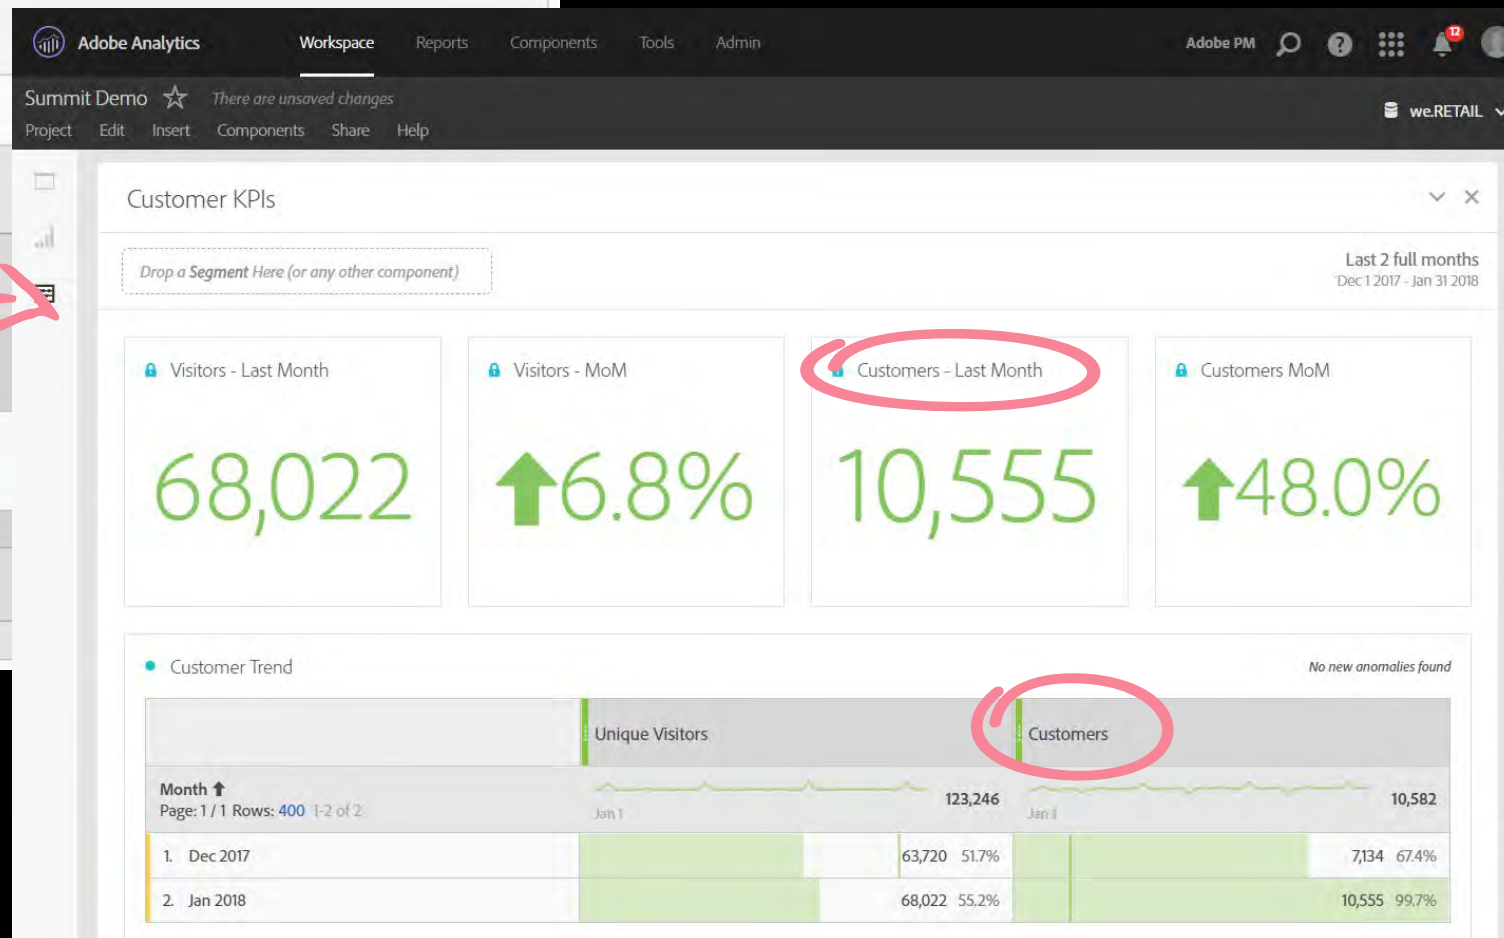 Adobe Analytics Workspace Reports Components Tools Admin Adobe PM 12
Summit Demo There are unsaved changes
we.RETAIL
Project Edit Insert Components Share Help
Customer KPIs
Drop a Segment Here (or any other component)
Last 2 full months
Dec 1 2017 - Jan 31 2018
Visitors - Last Month
68,022
Visitors - MoM
6.8%
Customers - Last Month
10,555
Customers MoM
48.0%
Customer Trend
No new anomalies found
Unique Visitors Customers
Month
Page: 1 / 1 Rows: 400 1-2 of 2
Jan 1
123,246
Jan 1
10,582
1. Dec 2017 63,720 51.7% 7,134 67.4%
2. Jan 2018 68,022 55.2% 10,555 99.7%